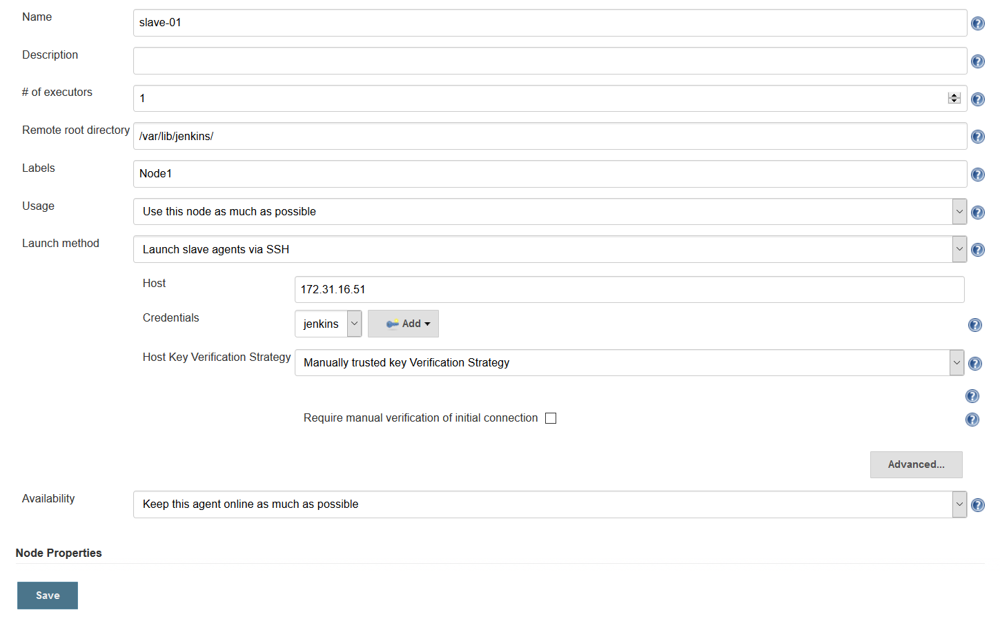 Name
slave-01
Description
# of executors
1
Remote root directory
/var/lib/jenkins/
Labels
Node1
Usage
Use this node as much as possible
Launch method
Launch slave agents via SSH
Host
172.31.16.51
Credentials
jenkins
Add
Host Key Verification Strategy
Manually trusted key Verification Strategy
Require manual verification of initial connection
Advanced...
Availability
Keep this agent online as much as possible
Node Properties
Save